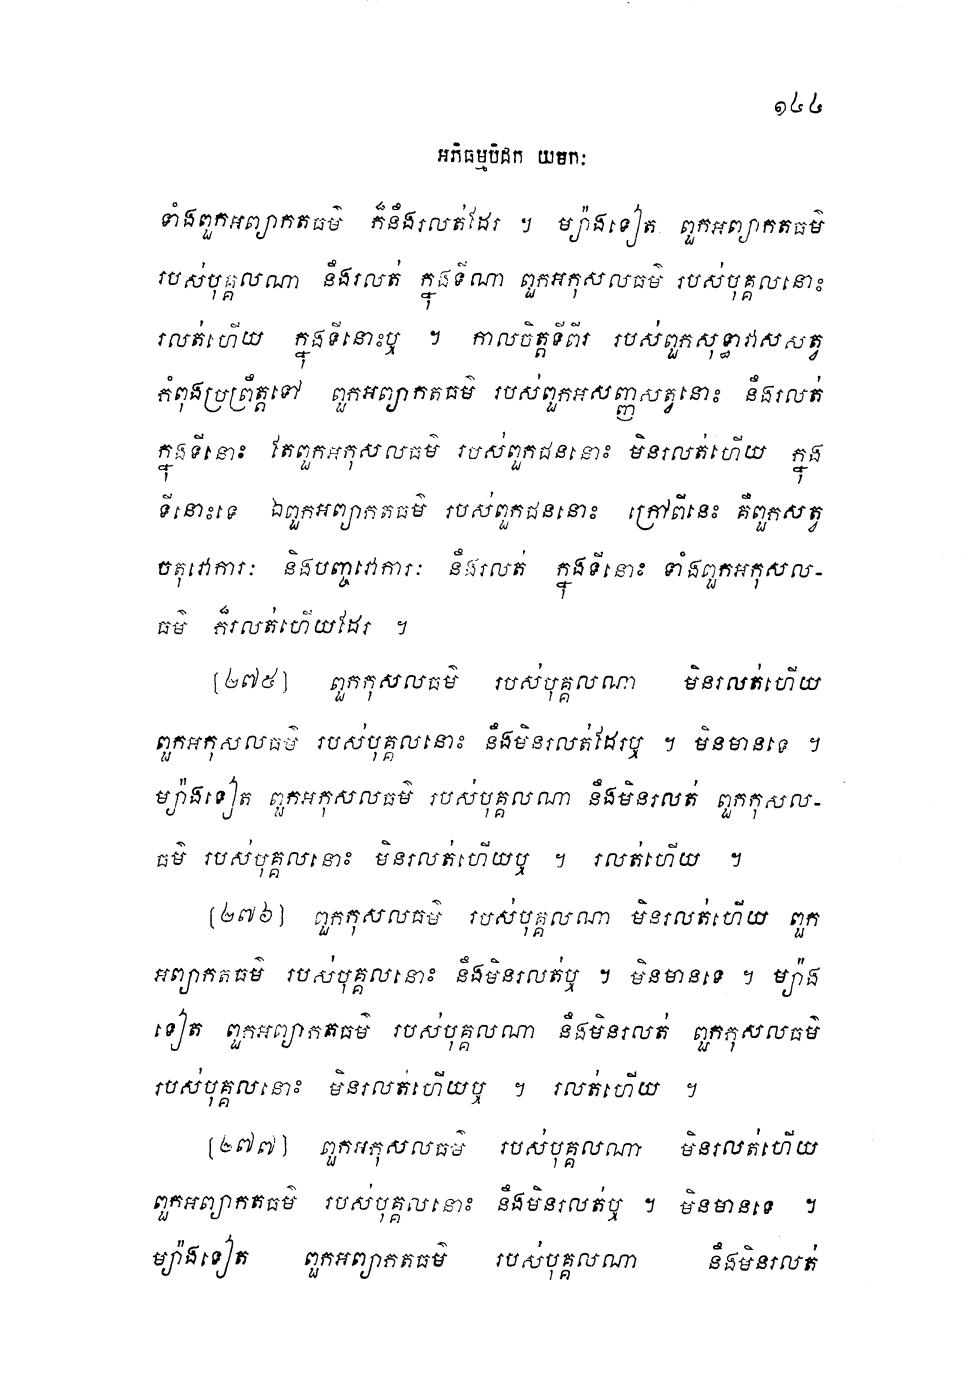 ១៤៤
អភិធម្មបិដក យមកៈ
ទាំងពួកអព្យាកតធម៌ ក៏នឹងរលត់ដែរ ។ ម្យ៉ាងទៀត ពួកអព្យាកតធម៌
របស់បុគ្គលណា នឹងរលត់ ក្នុងទីណា ពួកអកុសលធម៌ របស់បុគ្គលនោះ
រលត់ហើយ ក្នុងទីនោះឬ ។ កាលចិត្តទីពីរ របស់ពួកសុទ្ធាវាសសត្វ
កំពុងប្រព្រឹត្តទៅ ពួកអព្យាកតធម៌ របស់ពួកអសញ្ញសត្វនោះ នឹងរលត់
ក្នុងទីនោះ តែពួកអកុសលធម៌ របស់ពួកជននោះ មិនរលត់ហើយ ក្នុង
ទីនោះទេ ឯពួកអព្យាកតធម៌ របស់ពួកជននោះ ក្រៅពីនេះ គឺពួកសត្វ
ចតុវោការៈ និងបញ្ចវោការៈ នឹងរលត់ ក្នុងទីនោះ ទាំងពួកអកុសល-
ធម៌ ក៏រលត់ហើយដែរ ។
[២៧៥] ពួកកុសលធម៌ របស់បុគ្គលណា មិនរលត់ហើយ
ពួកអកុសលធម៌ របស់បុគ្គលនោះ នឹងមិនរលត់ដែរឬ ។ មិនមានទេ ។
ម្យ៉ាងទៀត ពួកអកុសលធម៌ របស់បុគ្គលណា នឹងមិនរលត់ ពួកកុសល-
ធម៌ របស់បុគ្គលនោះ មិនរលត់ហើយឬ ។ រលត់ហើយ ។
[២៧៦] ពួកកុសលធម៌ របស់បុគ្គលណា មិនរលត់ហើយ ពួក
អព្យាកតធម៌ របស់បុគ្គលនោះ នឹងមិនរលត់ឬ ។ មិនមានទេ ។ ម្យ៉ាង
ទៀត ពួកអព្យាកតធម៌ របស់បុគ្គលណា នឹងមិនរលត់ ពួកកុសលធម៌
របស់បុគ្គលនោះ មិនរលត់ហើយឬ ។ រលត់ហើយ ។
[២៧៧] ពួកអកុសលធម៌ របស់បុគ្គលណា មិនរលត់ហើយ
ពួកអព្យាកតធម៌ របស់បុគ្គលនោះ នឹងមិនរលត់ឬ ។ មិនមានទេ ។
ម្យ៉ាងទៀត ពួកអព្យាកតធម៌ របស់បុគ្គលណា នឹងមិនរលត់